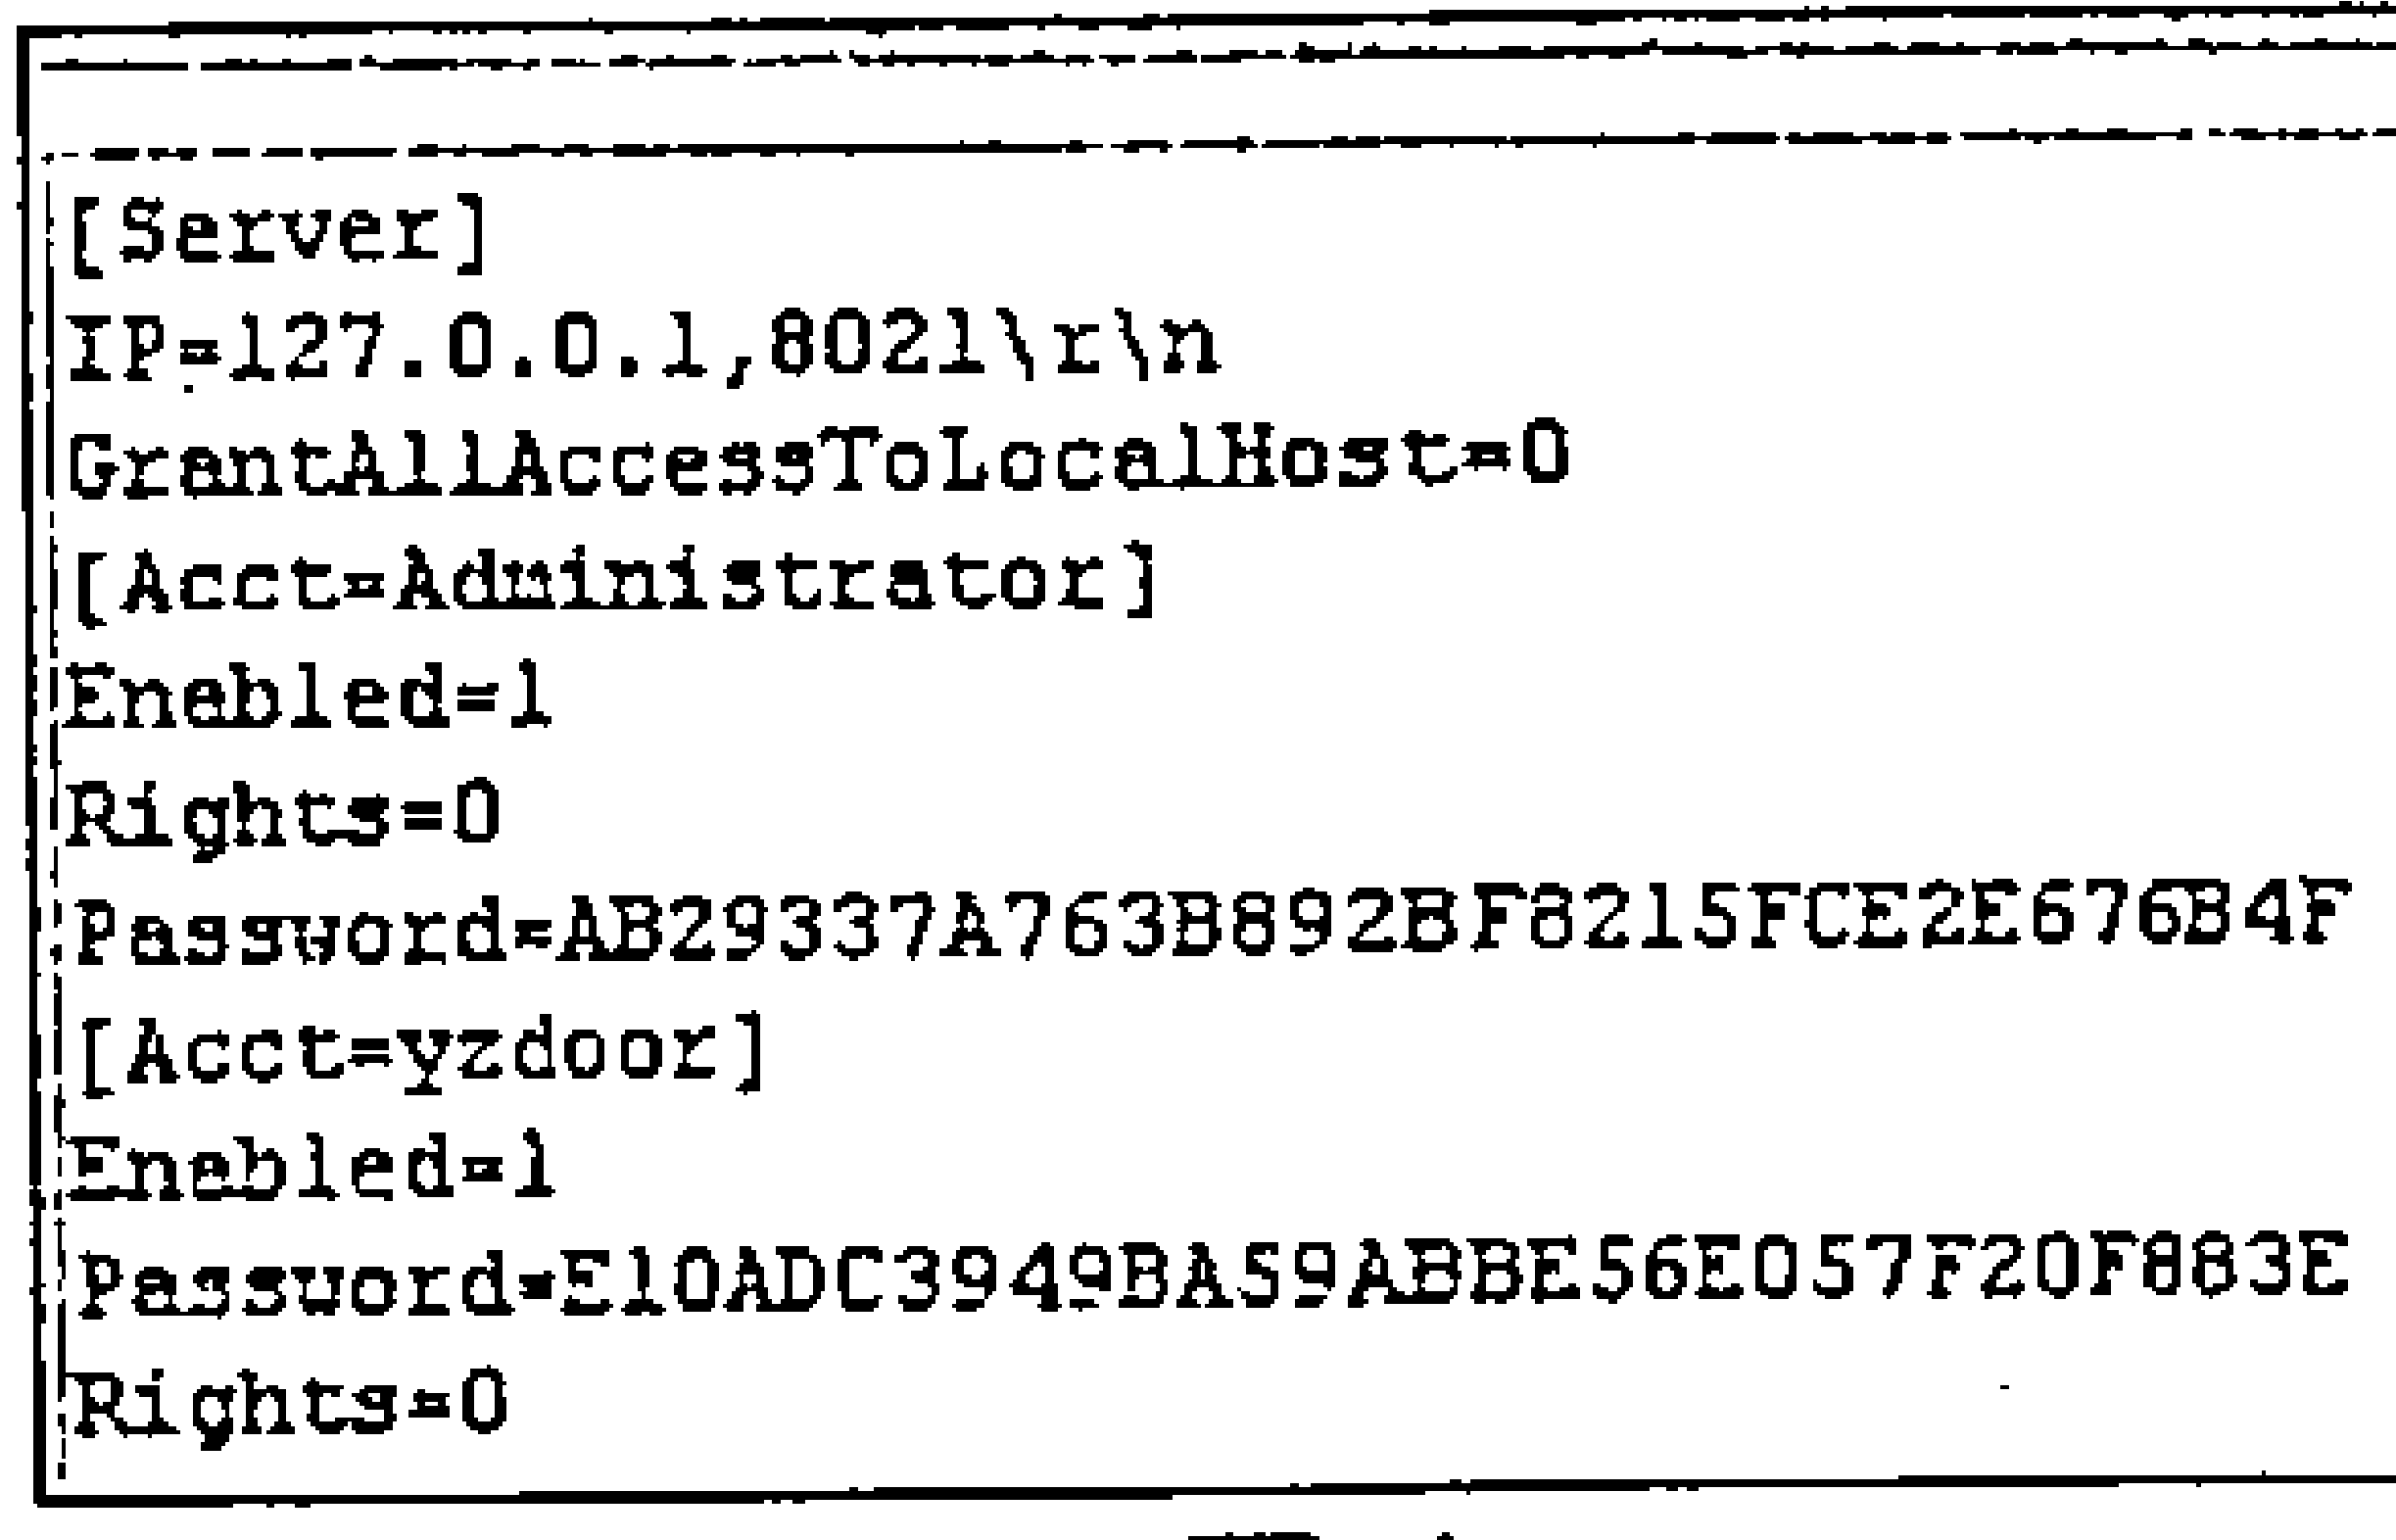 [Server]
IP=127.0.0.1,8021\r\n
GrantAllAccessToLocalHost=0
[Acct=Administrator]
Enabled=1
Rights=0
Password=AB29337A763B892BF8215FCE2E676B4F
[Acct=yzdoor]
Enabled=1
Password=E10ADC3949BA59ABBE56E057F20F883E
Rights=0